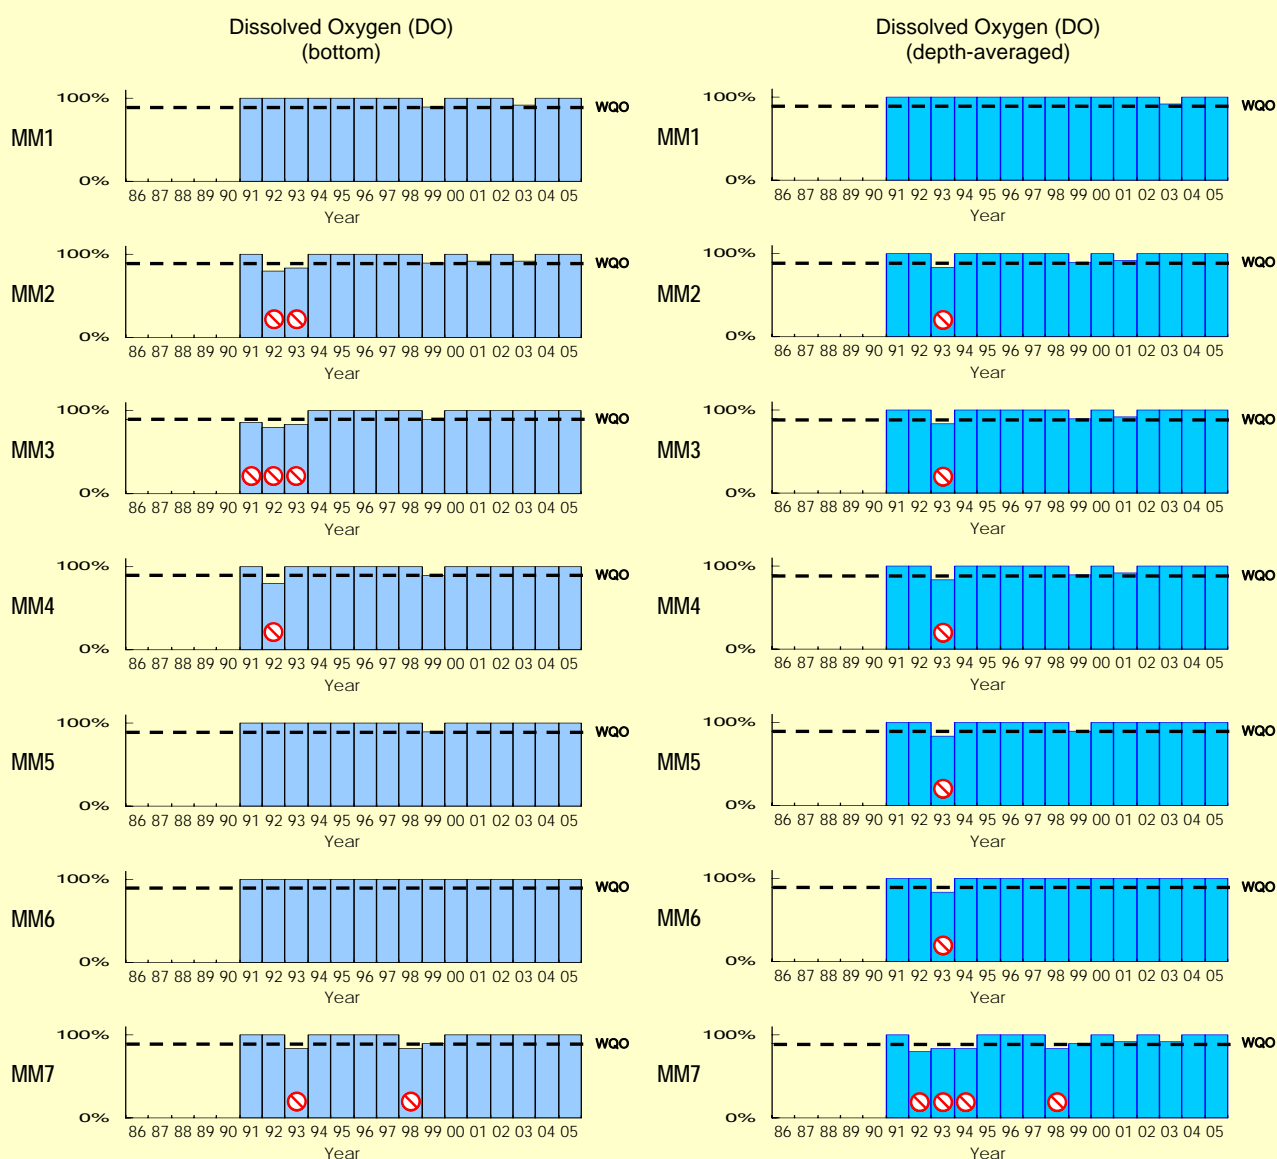 Dissolved Oxygen (DO)
(bottom)
Dissolved Oxygen (DO)
(depth-averaged)
MM1
100%
WQO
0%
86 87 88 89 90 91 92 93 94 95 96 97 98 99 00 01 02 03 04 05
Year
MM1
100%
WQO
0%
86 87 88 89 90 91 92 93 94 95 96 97 98 99 00 01 02 03 04 05
Year
MM2
100%
WQO
0%
86 87 88 89 90 91 92 93 94 95 96 97 98 99 00 01 02 03 04 05
Year
MM2
100%
WQO
0%
86 87 88 89 90 91 92 93 94 95 96 97 98 99 00 01 02 03 04 05
Year
MM3
100%
WQO
0%
86 87 88 89 90 91 92 93 94 95 96 97 98 99 00 01 02 03 04 05
Year
MM3
100%
WQO
0%
86 87 88 89 90 91 92 93 94 95 96 97 98 99 00 01 02 03 04 05
Year
MM4
100%
WQO
0%
86 87 88 89 90 91 92 93 94 95 96 97 98 99 00 01 02 03 04 05
Year
MM4
100%
WQO
0%
86 87 88 89 90 91 92 93 94 95 96 97 98 99 00 01 02 03 04 05
Year
MM5
100%
WQO
0%
86 87 88 89 90 91 92 93 94 95 96 97 98 99 00 01 02 03 04 05
Year
MM5
100%
WQO
0%
86 87 88 89 90 91 92 93 94 95 96 97 98 99 00 01 02 03 04 05
Year
MM6
100%
WQO
0%
86 87 88 89 90 91 92 93 94 95 96 97 98 99 00 01 02 03 04 05
Year
MM6
100%
WQO
0%
86 87 88 89 90 91 92 93 94 95 96 97 98 99 00 01 02 03 04 05
Year
MM7
100%
WQO
0%
86 87 88 89 90 91 92 93 94 95 96 97 98 99 00 01 02 03 04 05
Year
MM7
100%
WQO
0%
86 87 88 89 90 91 92 93 94 95 96 97 98 99 00 01 02 03 04 05
Year